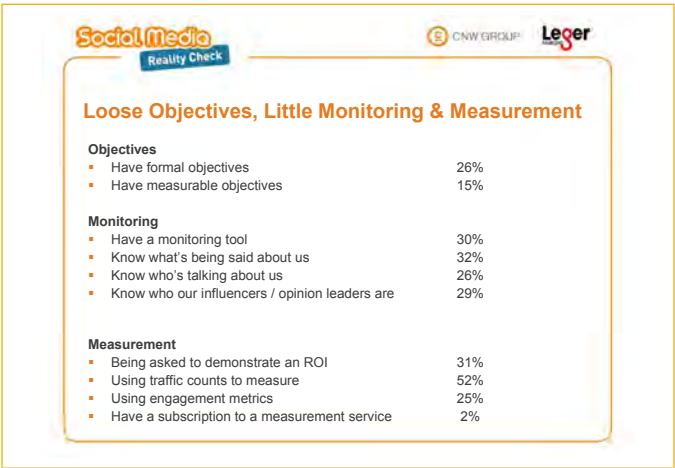 Social Media
Reality Check
CNW GROUP
Leger
Loose Objectives, Little Monitoring & Measurement
Objectives
▪ Have formal objectives 26%
▪ Have measurable objectives 15%
Monitoring
▪ Have a monitoring tool 30%
▪ Know what's being said about us 32%
▪ Know who's talking about us 26%
▪ Know who our influencers / opinion leaders are 29%
Measurement
▪ Being asked to demonstrate an ROI 31%
▪ Using traffic counts to measure 52%
▪ Using engagement metrics 25%
▪ Have a subscription to a measurement service 2%